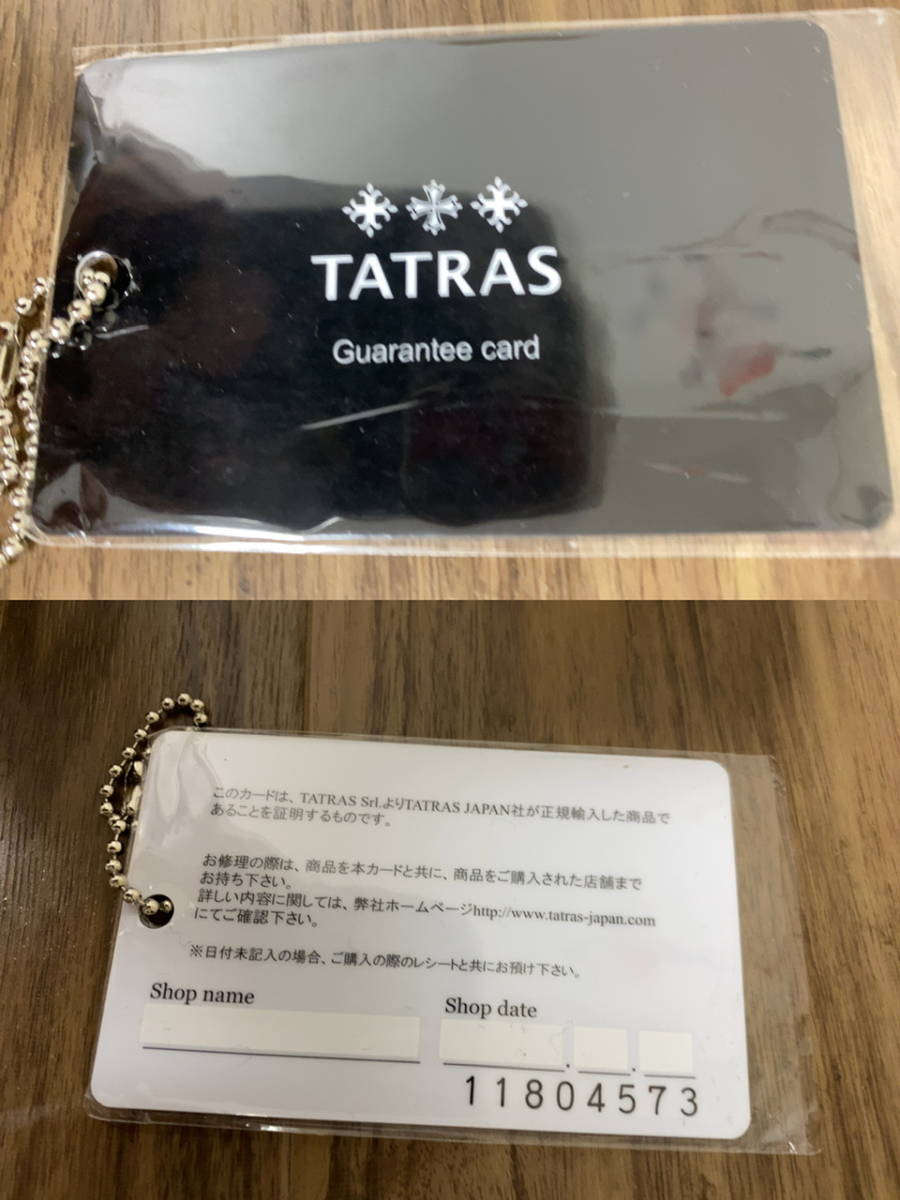 TATRAS
Guarantee card
このカードは、TATRAS Srl.よりTATRAS JAPAN社が正規輸入した商品で
あることを証明するものです。
お修理の際は、商品を本カードと共に、商品をご購入された店舗まで
お持ち下さい。
詳しい内容に関しては、弊社ホームページhttp://www.tatras-japan.com
にてご確認下さい。
※日付未記入の場合、ご購入の際のレシートと共にお預け下さい。
Shop name
Shop date
11804573